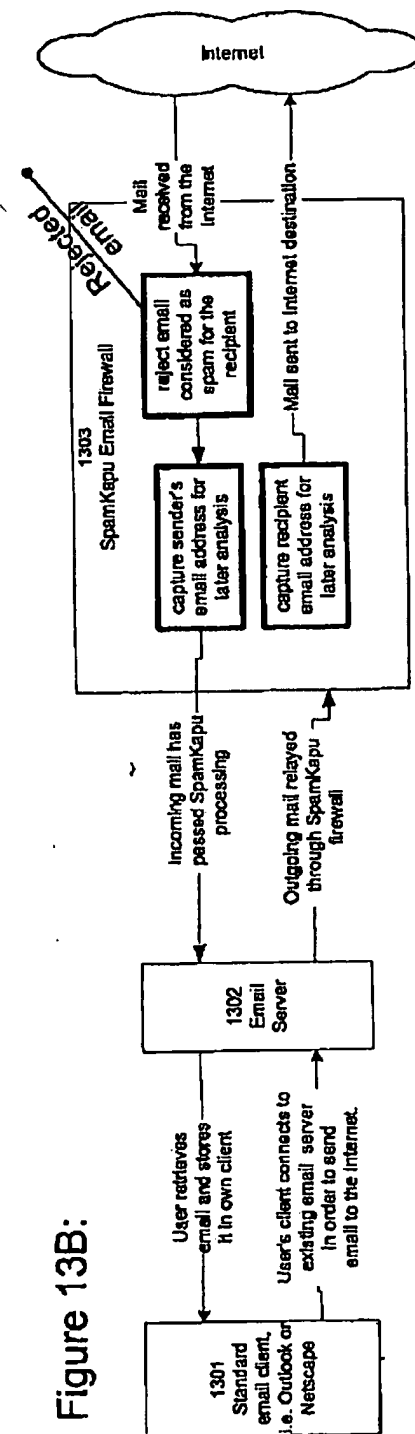 Figure 13B:
1301
Standard
email client,
i.e. Outlook or
Netscape
User retrieves
email and stores
it in own client
User's client connects to
existing email server
in order to send
email to the Internet.
1302
Email
Server
Incoming mail has
passed SpamKapu
processing
Outgoing mail relayed
through SpamKapu
firewall
1303
SpamKapu Email Firewall
capture sender's
email address for
later analysis
reject email
considered as
spam for the
recipient
capture recipient
email address for
later analysis
Rejected
email
Mail
received
from the
Internet
Mail sent to Internet destination
Internet